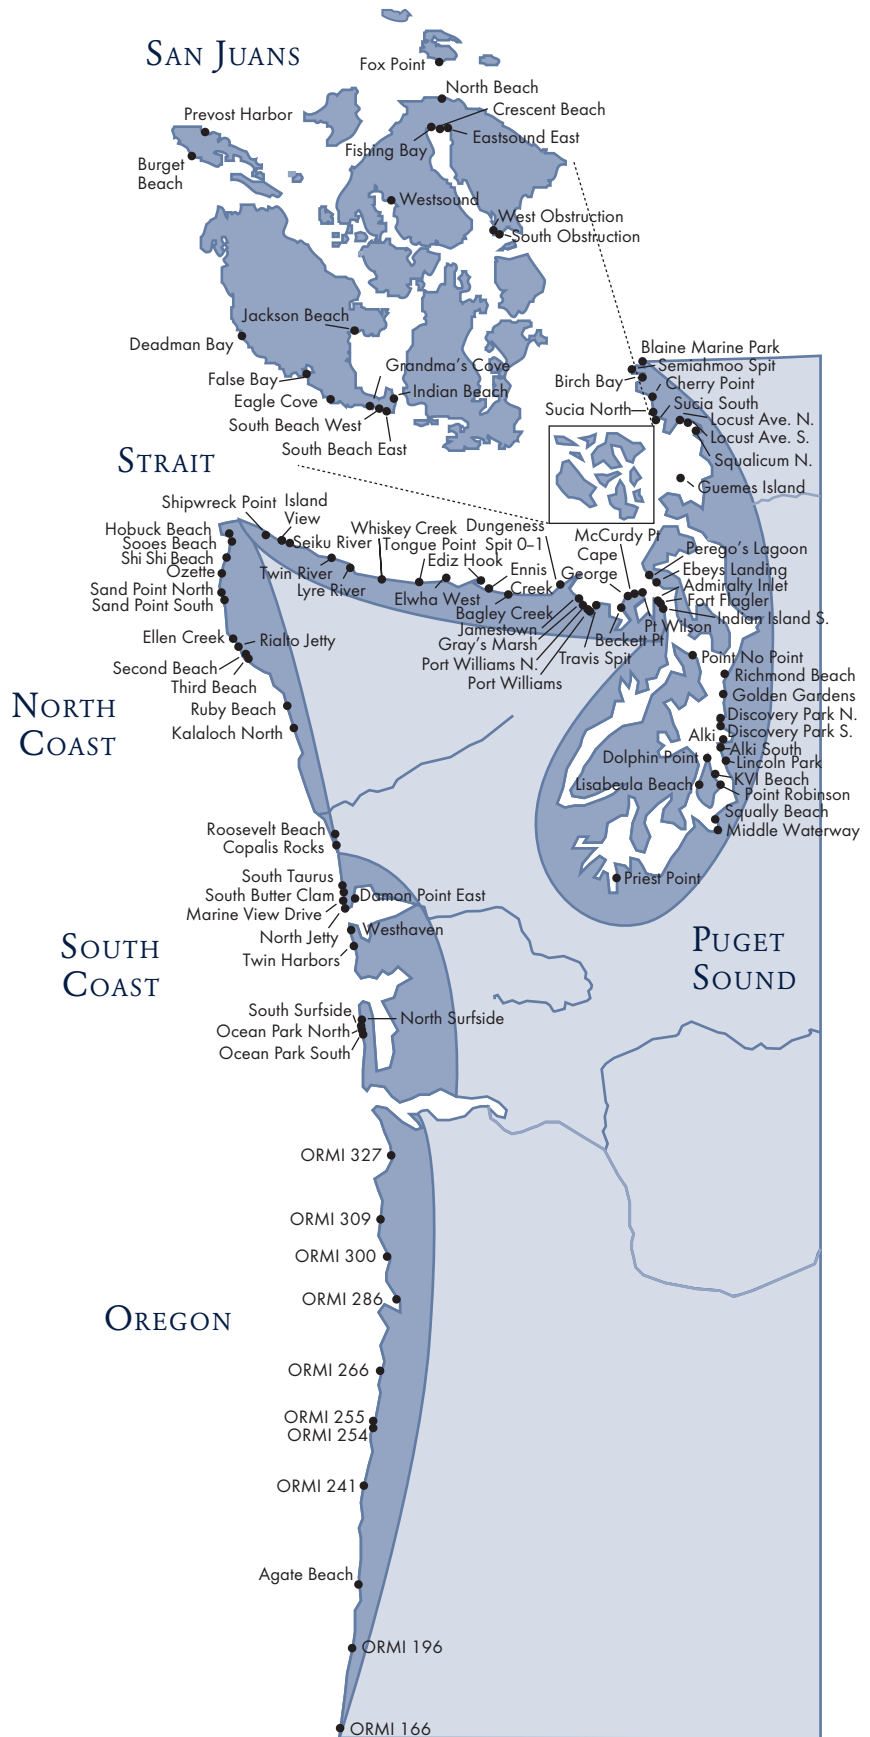 SAN JUANS
Fox Point
North Beach
Crescent Beach
Prevost Harbor
Eastsound East
Fishing Bay
Burget
Beach
Westsound
West Obstruction
South Obstruction
Jackson Beach
Deadman Bay
Grandma's Cove
False Bay
Indian Beach
Eagle Cove
South Beach West
South Beach East
Blaine Marine Park
Semiahmoo Spit
Birch Bay
Cherry Point
Sucia North
Sucia South
Locust Ave. N.
Locust Ave. S.
Squalicum N.
Guemes Island
STRAIT
Shipwreck Point
Island
View
Hobuck Beach
Sooes Beach
Shi Shi Beach
Ozette
Sand Point North
Sand Point South
Seiku River
Twin River
Lyre River
Whiskey Creek
Tongue Point
Ediz Hook
Elwha West
Ennis
Creek
Bagley Creek
Dungeness
Spit 0–1
Jamestown
Gray's Marsh
Port Williams N.
Port Williams
Travis Spit
Beckett Pt
McCurdy Pt
Cape
George
Pt Wilson
Perego's Lagoon
Ebeys Landing
Admiralty Inlet
Fort Flagler
Indian Island S.
Ellen Creek
Rialto Jetty
Second Beach
Third Beach
Ruby Beach
Kalaloch North
NORTH
COAST
Point No Point
Richmond Beach
Golden Gardens
Discovery Park N.
Discovery Park S.
Alki
Alki South
Dolphin Point
Lincoln Park
KVI Beach
Lisabeula Beach
Point Robinson
Squally Beach
Middle Waterway
Priest Point
PUGET
SOUND
Roosevelt Beach
Copalis Rocks
South Taurus
South Butter Clam
Damon Point East
Marine View Drive
North Jetty
Westhaven
Twin Harbors
SOUTH
COAST
South Surfside
North Surfside
Ocean Park North
Ocean Park South
ORMI 327
ORMI 309
ORMI 300
ORMI 286
OREGON
ORMI 266
ORMI 255
ORMI 254
ORMI 241
Agate Beach
ORMI 196
ORMI 166